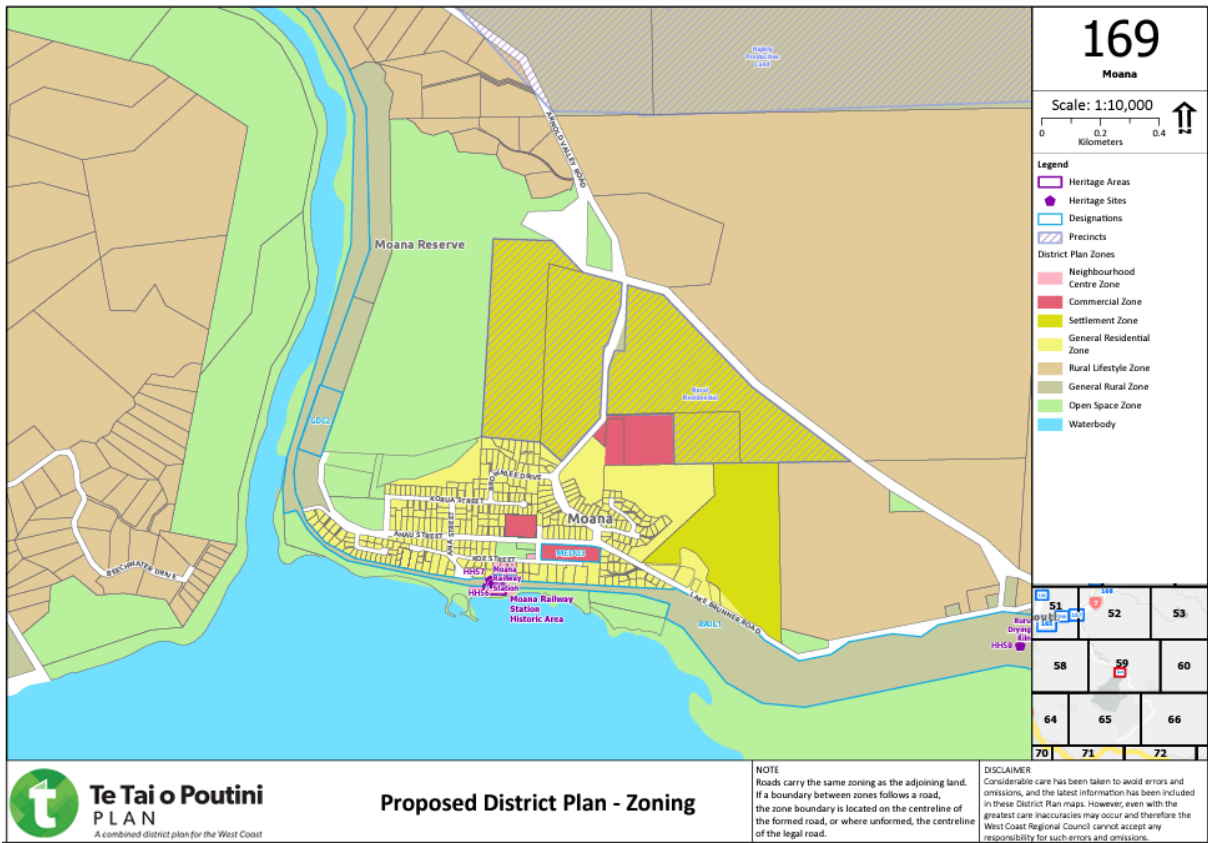 169
Moana
Scale: 1:10,000
0 0.2 0.4
Kilometers
N
Legend
Heritage Areas
Heritage Sites
Designations
Precincts
District Plan Zones
Neighbourhood
Centre Zone
Commercial Zone
Settlement Zone
General Residential
Zone
Rural Lifestyle Zone
General Rural Zone
Open Space Zone
Waterbody
Highly
Productive
Land
ARNOLD VALLEY ROAD
Moana Reserve
Rural
Residential
GDC2
BROWNLEE DRIVE
KORUA STREET
Moana
AHAU STREET
ANA STREET
KOE STREET
MEDU3
BEECHWATER DRIVE
HH57
Moana
Railway
Station
HH56
Moana Railway
Station
Historic Area
LAKE BRUNNER ROAD
RAIL1
HH58
51
168
7
52
53
58
59
60
64
65
66
70
71
72
Te Tai o Poutini
PLAN
A combined district plan for the West Coast
Proposed District Plan - Zoning
NOTE
Roads carry the same zoning as the adjoining land.
If a boundary between zones follows a road,
the zone boundary is located on the centreline of
the formed road, or where unformed, the centreline
of the legal road.
DISCLAIMER
Considerable care has been taken to avoid errors and
omissions, and the latest information has been included
in these District Plan maps. However, even with the
greatest care inaccuracies may occur and therefore the
West Coast Regional Council cannot accept any
responsibility for such errors and omissions.